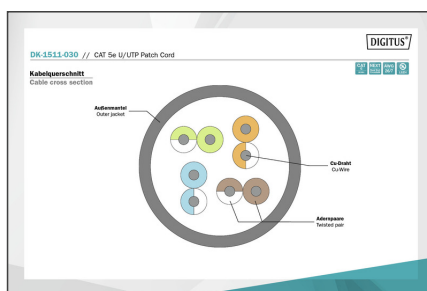 DIGITUS®
DK-1511-030 // CAT 5e U/UTP Patch Cord
Kabelquerschnitt
Cable cross section
Außenmantel
Outer jacket
Cu-Draht
Cu-Wire
Adernpaare
Twisted pair